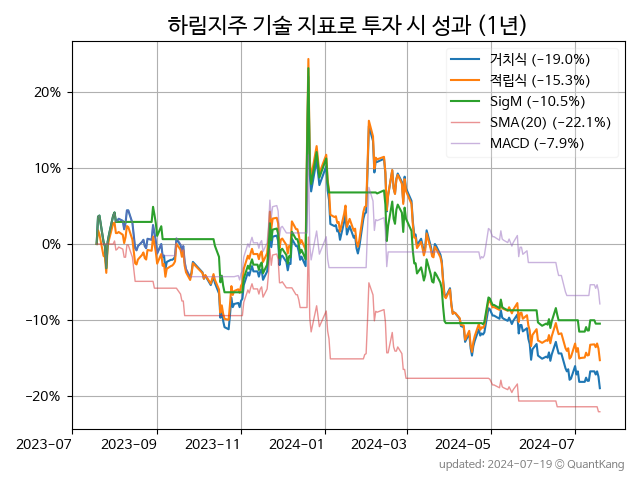 하림지주 기술 지표로 투자 시 성과 (1년)
거치식 (−19.0%)
적립식 (−15.3%)
SigM (−10.5%)
SMA(20) (−22.1%)
MACD (−7.9%)
20%
10%
0%
−10%
−20%
2023-07 2023-09 2023-11 2024-01 2024-03 2024-05 2024-07
updated: 2024-07-19 © QuantKang